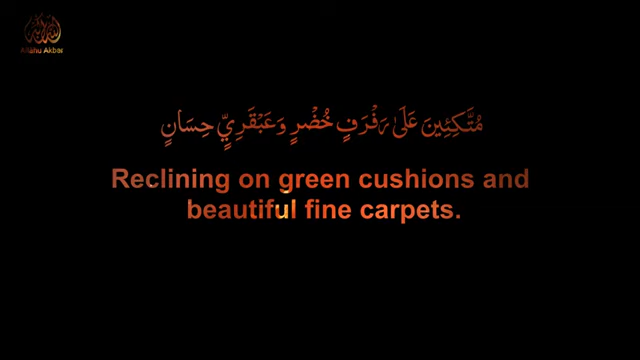 Allahu Akbar
مُتَّكِئِينَ عَلَىٰ رَفْرَفٍ خُضْرٍ وَعَبْقَرِيٍّ حِسَانٍ
Reclining on green cushions and
beautiful fine carpets.